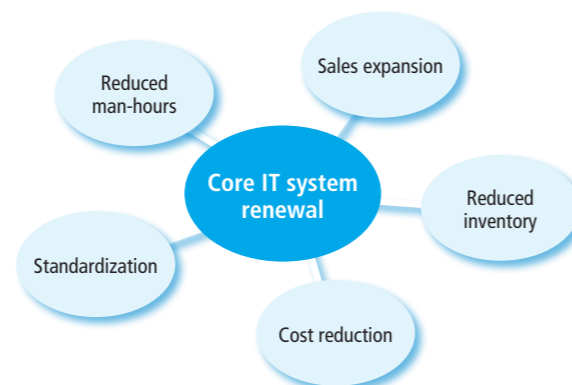 Sales expansion
Reduced
man-hours
Core IT system
renewal
Reduced
inventory
Standardization
Cost reduction